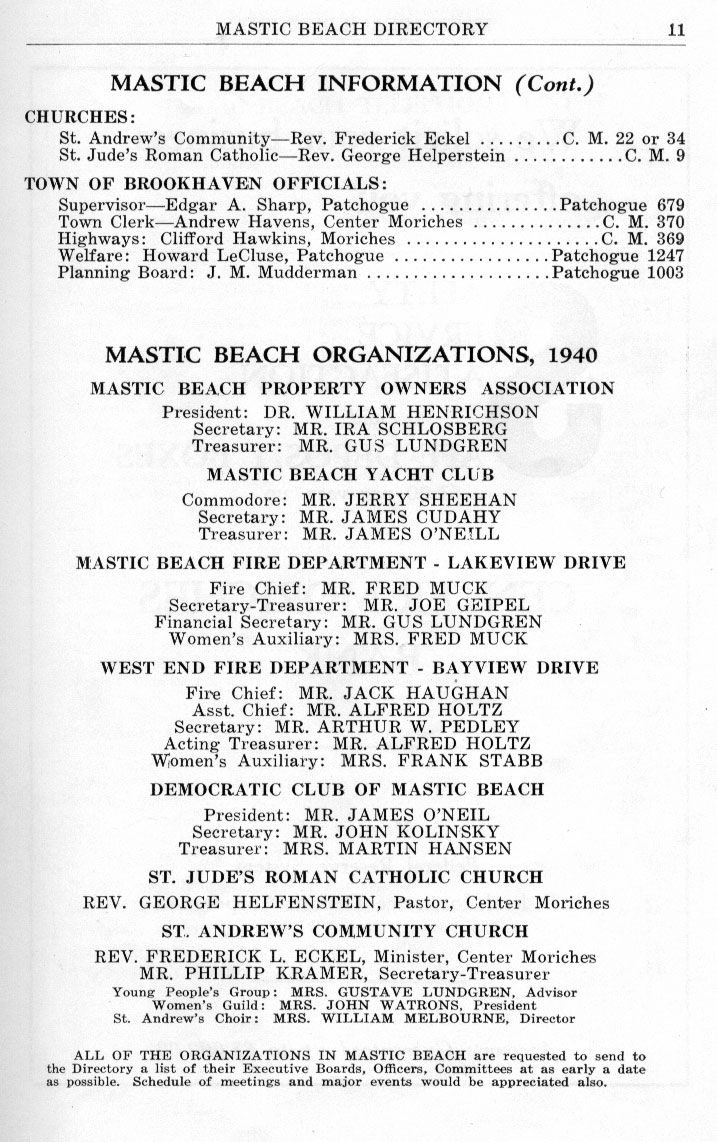 MASTIC BEACH DIRECTORY 11
MASTIC BEACH INFORMATION (Cont.)
CHURCHES:
St. Andrew's Community—Rev. Frederick Eckel .........C. M. 22 or 34
St. Jude's Roman Catholic—Rev. George Helperstein ............C. M. 9
TOWN OF BROOKHAVEN OFFICIALS:
Supervisor—Edgar A. Sharp, Patchogue ...............Patchogue 679
Town Clerk—Andrew Havens, Center Moriches ..............C. M. 370
Highways: Clifford Hawkins, Moriches ......................C. M. 369
Welfare: Howard LeCluse, Patchogue .................Patchogue 1247
Planning Board: J. M. Mudderman ....................Patchogue 1003
MASTIC BEACH ORGANIZATIONS, 1940
MASTIC BEACH PROPERTY OWNERS ASSOCIATION
President: DR. WILLIAM HENRICHSON
Secretary: MR. IRA SCHLOSBERG
Treasurer: MR. GUS LUNDGREN
MASTIC BEACH YACHT CLUB
Commodore: MR. JERRY SHEEHAN
Secretary: MR. JAMES CUDAHY
Treasurer: MR. JAMES O'NEILL
MASTIC BEACH FIRE DEPARTMENT - LAKEVIEW DRIVE
Fire Chief: MR. FRED MUCK
Secretary-Treasurer: MR. JOE GEIPEL
Financial Secretary: MR. GUS LUNDGREN
Women's Auxiliary: MRS. FRED MUCK
WEST END FIRE DEPARTMENT - BAYVIEW DRIVE
Fire Chief: MR. JACK HAUGHAN
Asst. Chief: MR. ALFRED HOLTZ
Secretary: MR. ARTHUR W. PEDLEY
Acting Treasurer: MR. ALFRED HOLTZ
Women's Auxiliary: MRS. FRANK STABB
DEMOCRATIC CLUB OF MASTIC BEACH
President: MR. JAMES O'NEIL
Secretary: MR. JOHN KOLINSKY
Treasurer: MRS. MARTIN HANSEN
ST. JUDE'S ROMAN CATHOLIC CHURCH
REV. GEORGE HELFENSTEIN, Pastor, Center Moriches
ST. ANDREW'S COMMUNITY CHURCH
REV. FREDERICK L. ECKEL, Minister, Center Moriches
MR. PHILLIP KRAMER, Secretary-Treasurer
Young People's Group: MRS. GUSTAVE LUNDGREN, Advisor
Women's Guild: MRS. JOHN WATRONS, President
St. Andrew's Choir: MRS. WILLIAM MELBOURNE, Director
ALL OF THE ORGANIZATIONS IN MASTIC BEACH are requested to send to
the Directory a list of their Executive Boards, Officers, Committees at as early a date
as possible. Schedule of meetings and major events would be appreciated also.